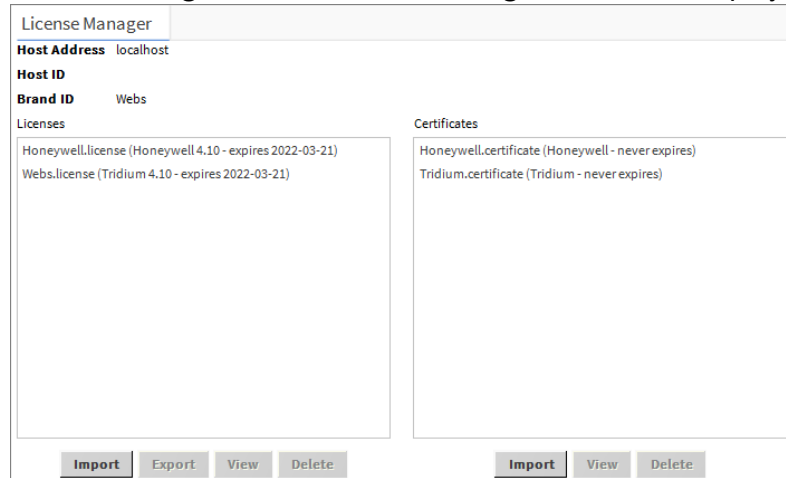 License Manager
Host Address localhost
Host ID
Brand ID Webs
Licenses
Honeywell.license (Honeywell 4.10 - expires 2022-03-21)
Webs.license (Tridium 4.10 - expires 2022-03-21)
Import Export View Delete
Certificates
Honeywell.certificate (Honeywell - never expires)
Tridium.certificate (Tridium - never expires)
Import View Delete